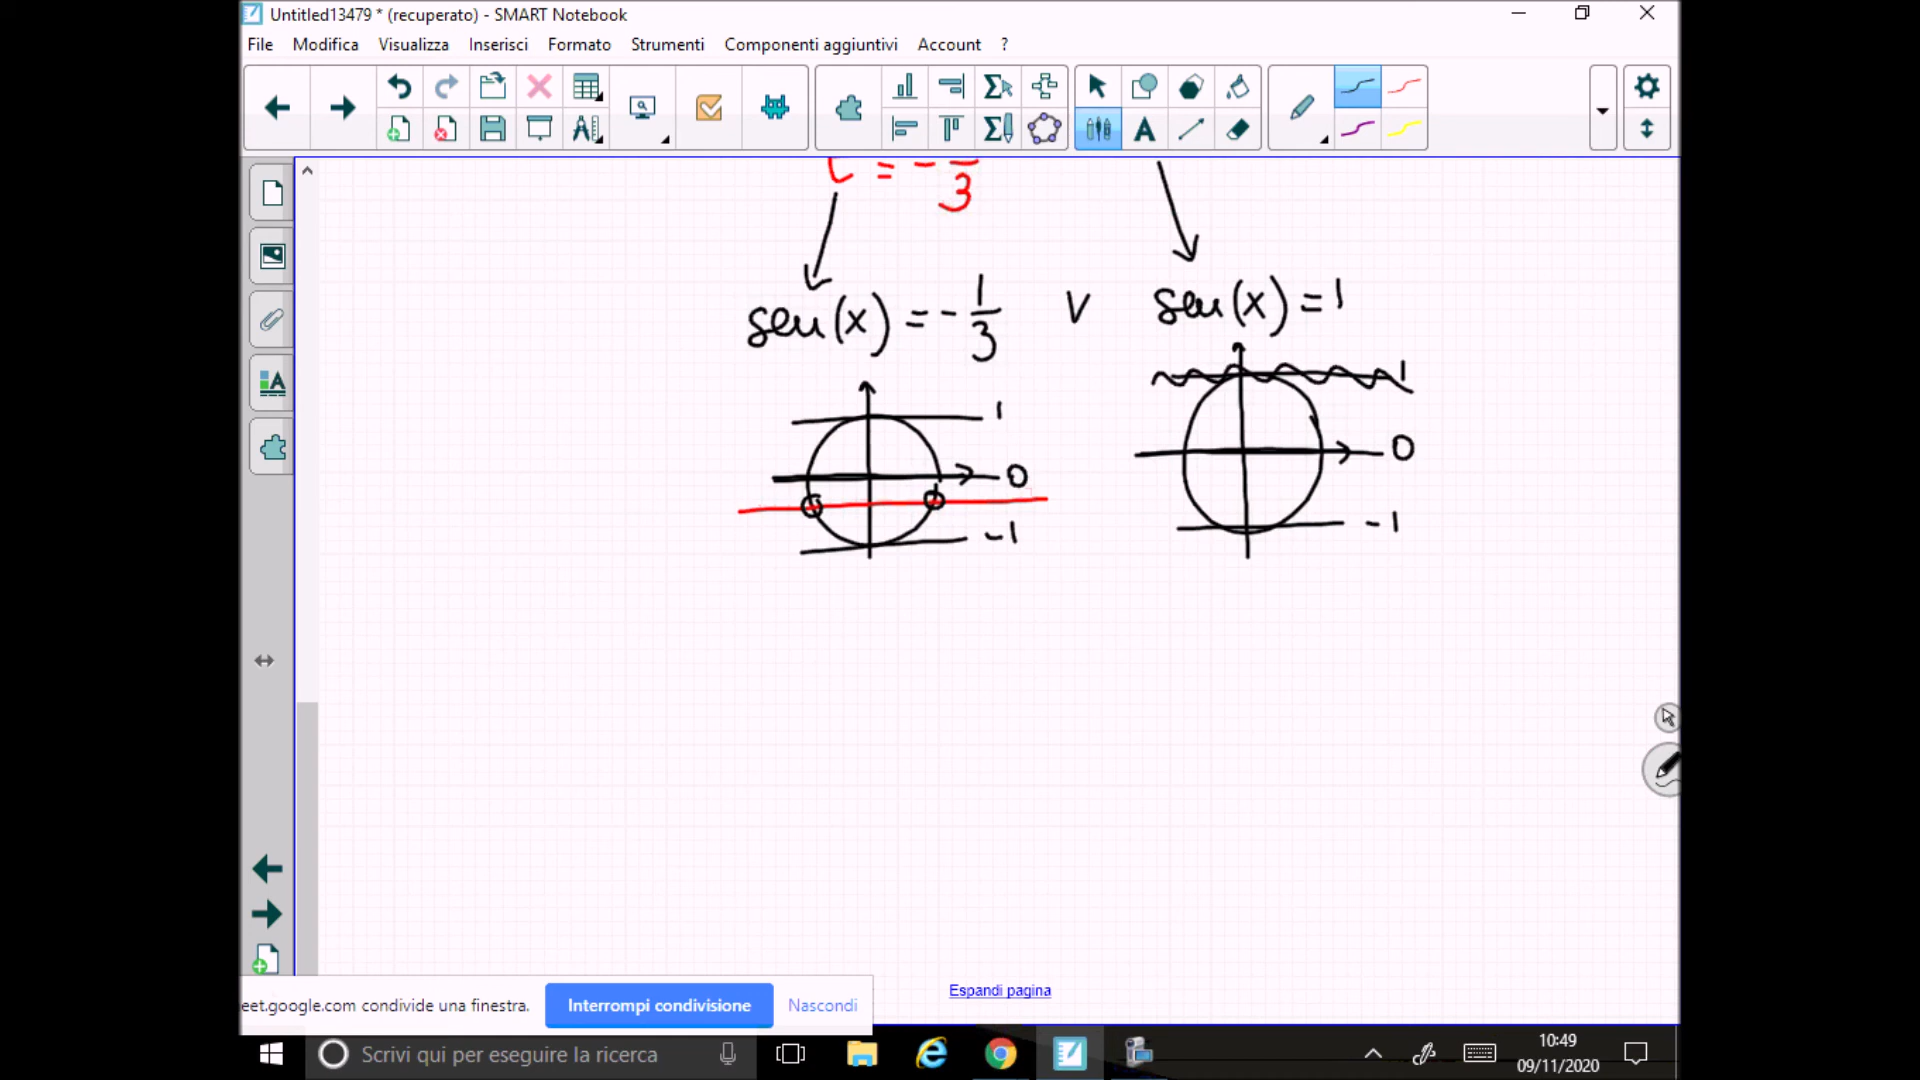 Untitled13479 * (recuperato) - SMART Notebook
File Modifica Visualizza Inserisci Formato Strumenti Componenti aggiuntivi Account ?
t = - 3
sen(x) = - 1/3 V sen(x) = 1
1
0
-1
1
0
-1
Espandi pagina
eet.google.com condivide una finestra. Interrompi condivisione Nascondi
Scrivi qui per eseguire la ricerca
10:49
09/11/2020